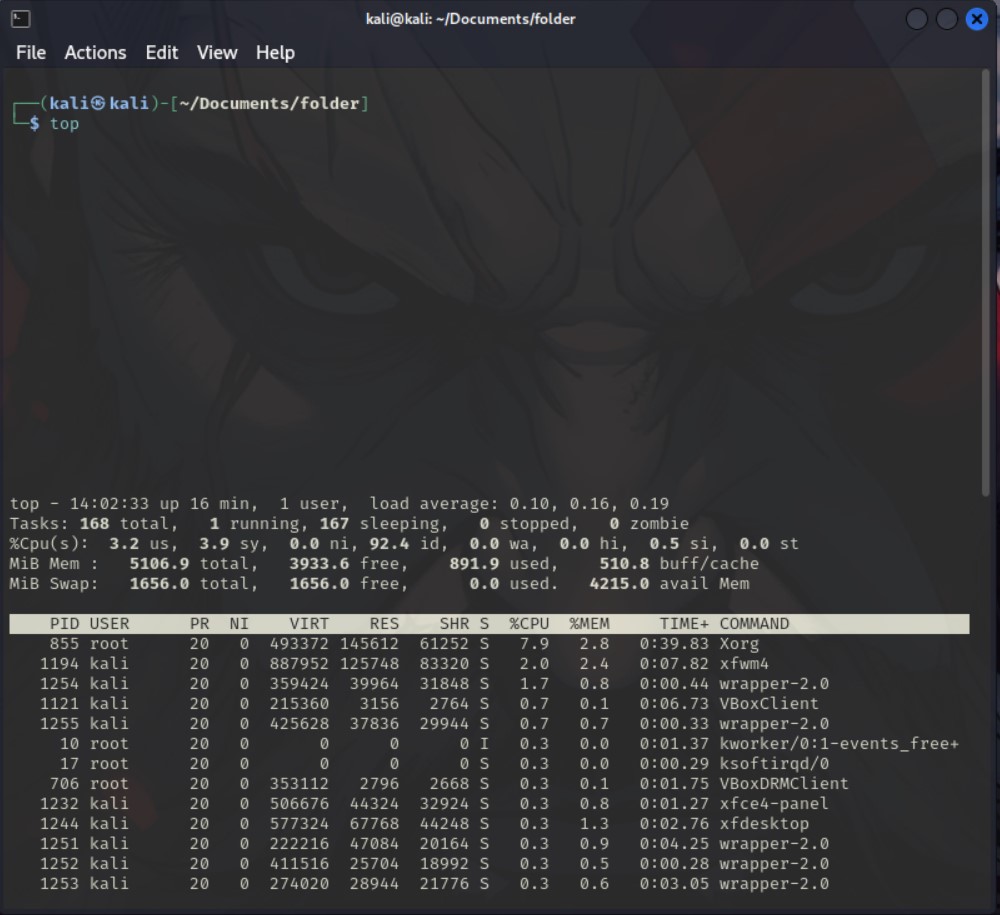 kali@kali: ~/Documents/folder
File Actions Edit View Help
┌──(kali㉿kali)-[~/Documents/folder]
└─$ top
top - 14:02:33 up 16 min,  1 user,  load average: 0.10, 0.16, 0.19
Tasks: 168 total,   1 running, 167 sleeping,   0 stopped,   0 zombie
%Cpu(s):  3.2 us,  3.9 sy,  0.0 ni, 92.4 id,  0.0 wa,  0.0 hi,  0.5 si,  0.0 st
MiB Mem :   5106.9 total,   3933.6 free,    891.9 used,    510.8 buff/cache
MiB Swap:   1656.0 total,   1656.0 free,      0.0 used.   4215.0 avail Mem
    PID USER      PR  NI    VIRT    RES    SHR S  %CPU  %MEM     TIME+ COMMAND
    855 root      20   0  493372 145612  61252 S   7.9   2.8   0:39.83 Xorg
   1194 kali      20   0  887952 125748  83320 S   2.0   2.4   0:07.82 xfwm4
   1254 kali      20   0  359424  39964  31848 S   1.7   0.8   0:00.44 wrapper-2.0
   1121 kali      20   0  215360   3156   2764 S   0.7   0.1   0:06.73 VBoxClient
   1255 kali      20   0  425628  37836  29944 S   0.7   0.7   0:00.33 wrapper-2.0
     10 root      20   0       0      0      0 I   0.3   0.0   0:01.37 kworker/0:1-events_free+
     17 root      20   0       0      0      0 S   0.3   0.0   0:00.29 ksoftirqd/0
    706 root      20   0  353112   2796   2668 S   0.3   0.1   0:01.75 VBoxDRMClient
   1232 kali      20   0  506676  44324  32924 S   0.3   0.8   0:01.27 xfce4-panel
   1244 kali      20   0  577324  67768  44248 S   0.3   1.3   0:02.76 xfdesktop
   1251 kali      20   0  222216  47084  20164 S   0.3   0.9   0:04.25 wrapper-2.0
   1252 kali      20   0  411516  25704  18992 S   0.3   0.5   0:00.28 wrapper-2.0
   1253 kali      20   0  274020  28944  21776 S   0.3   0.6   0:03.05 wrapper-2.0